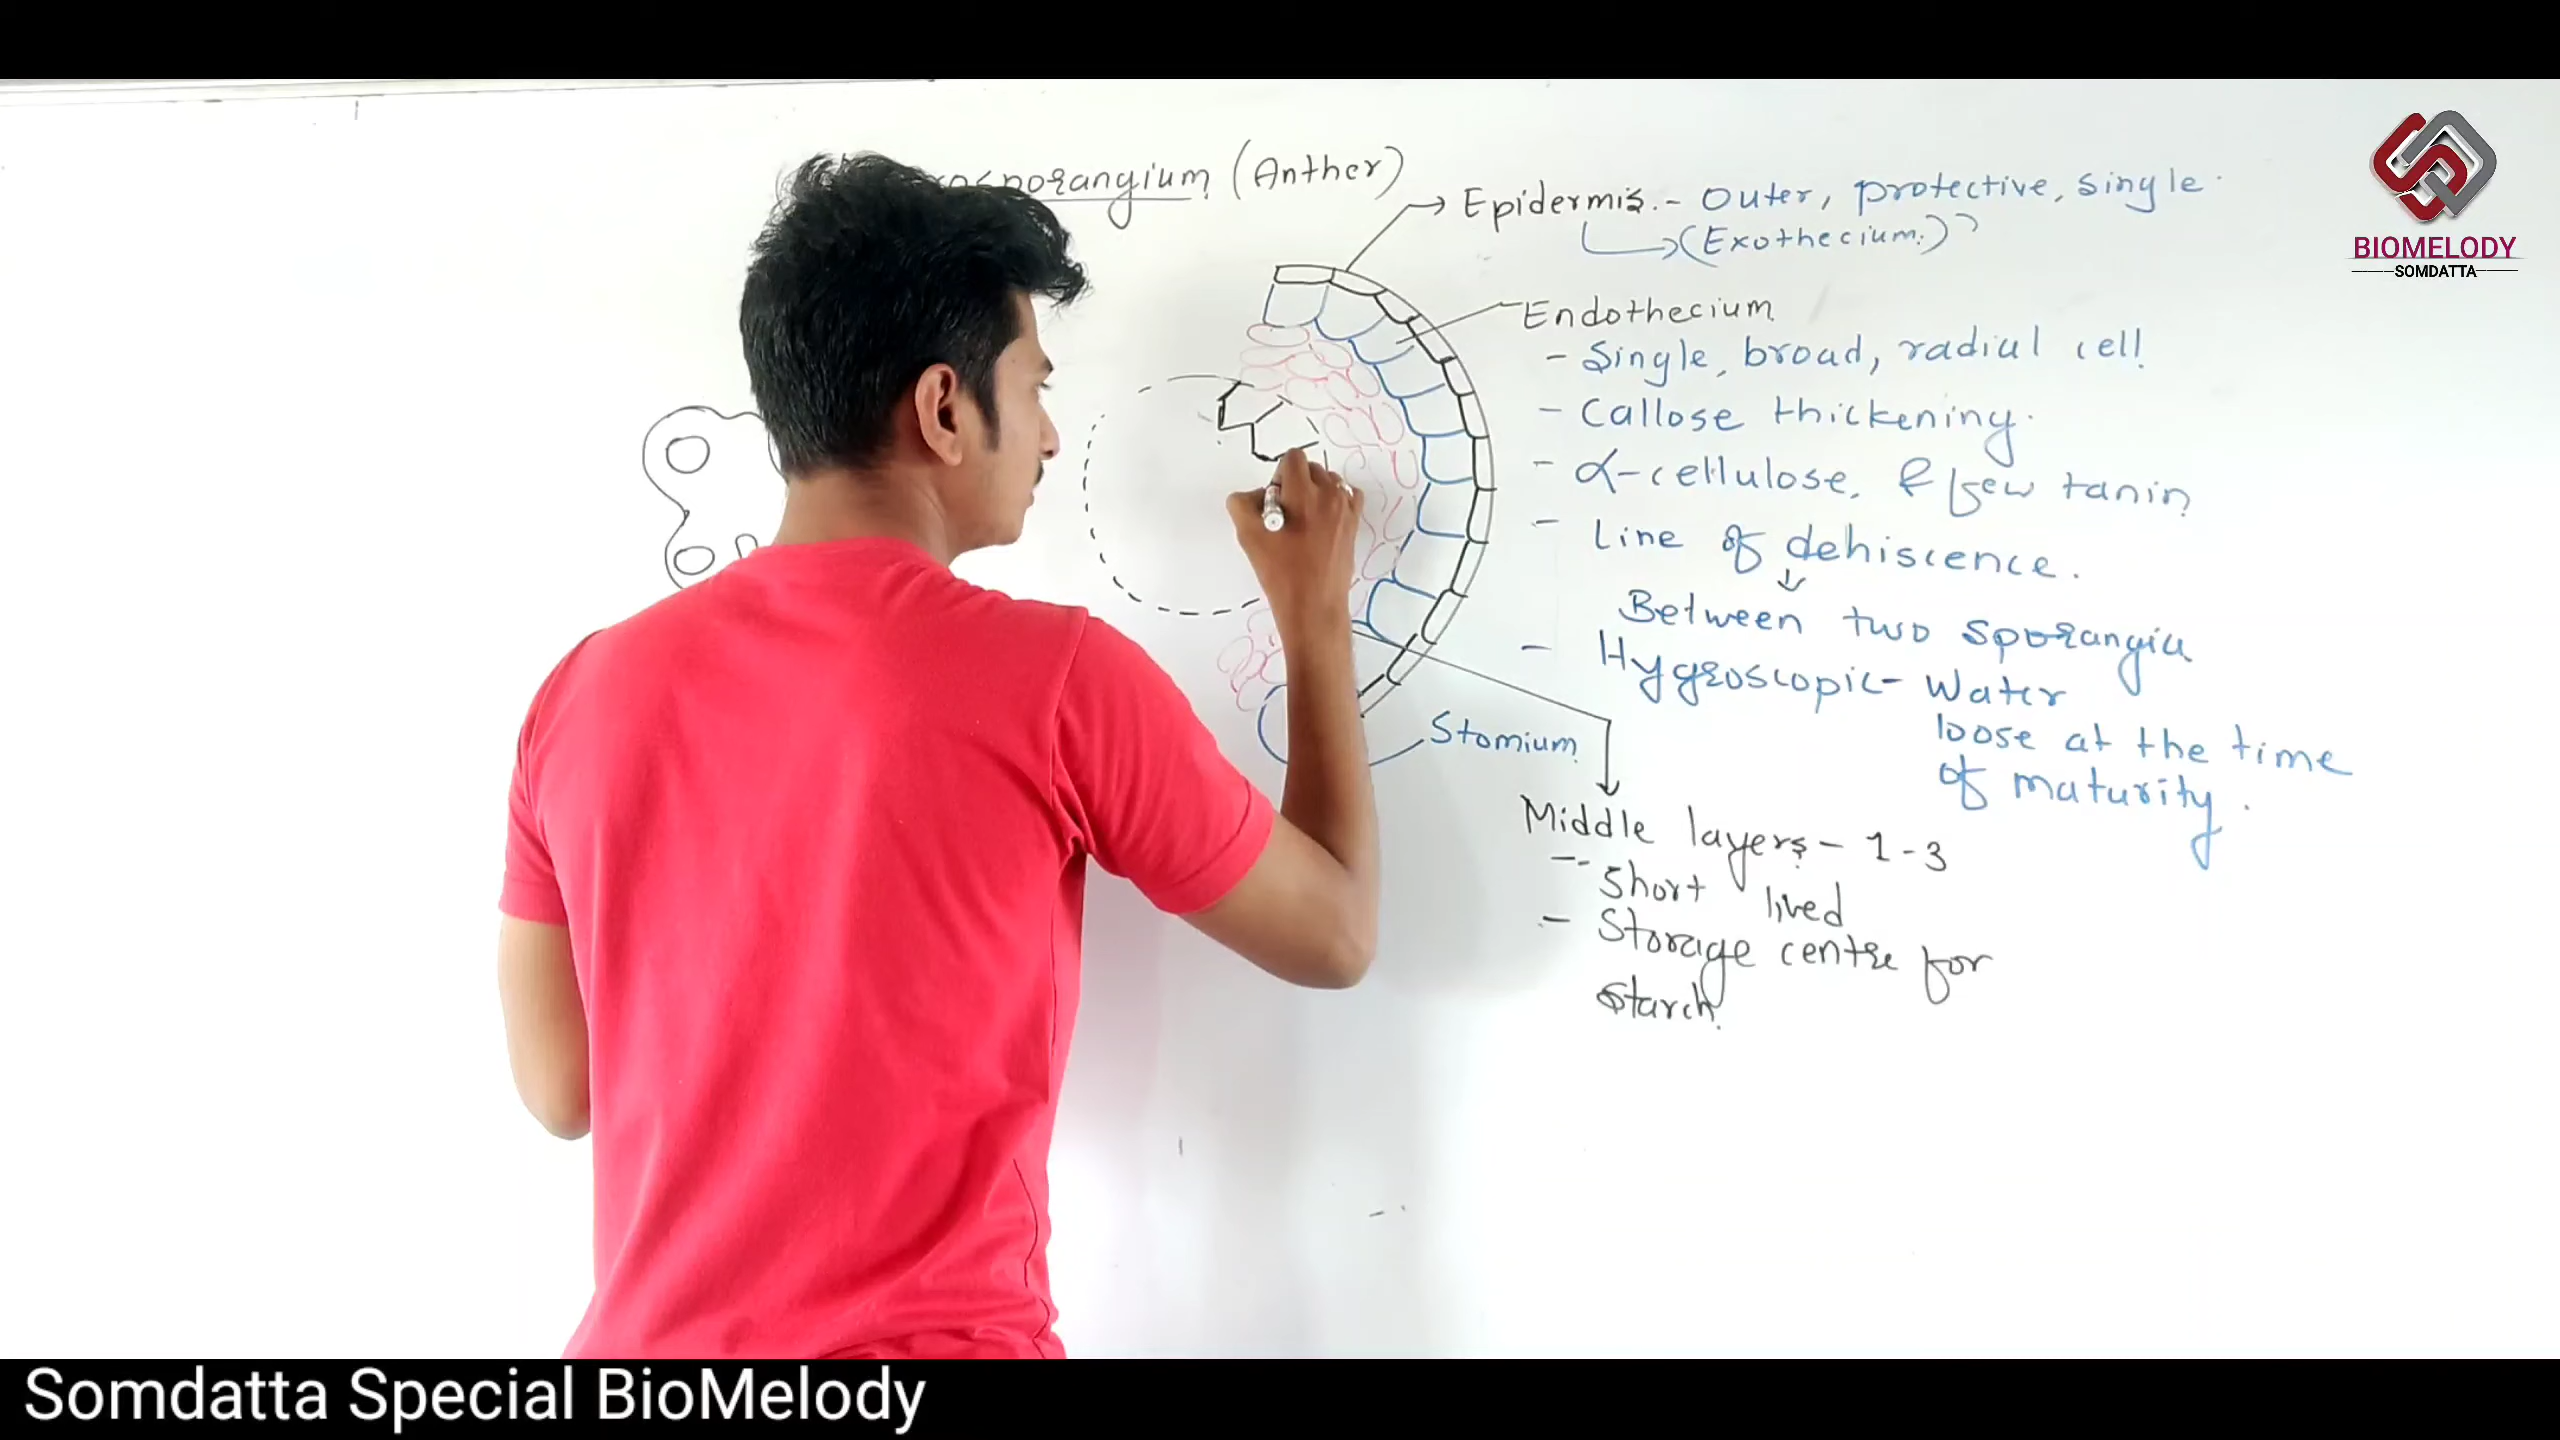 (Anther)
Epidermis. - Outer, protective, single
(Exothecium.)
Endothecium
- Single, broad, radial cell
- Callose thickening.
- α-cellulose, & few tanin
- Line of dehiscence.
Between two sporangia
- Hygroscopic - Water
loose at the time
of maturity.
Stomium
Middle layers - 1-3
- Short lived
- Storage centre for
starch.
BIOMELODY
SOMDATTA
Somdatta Special BioMelody